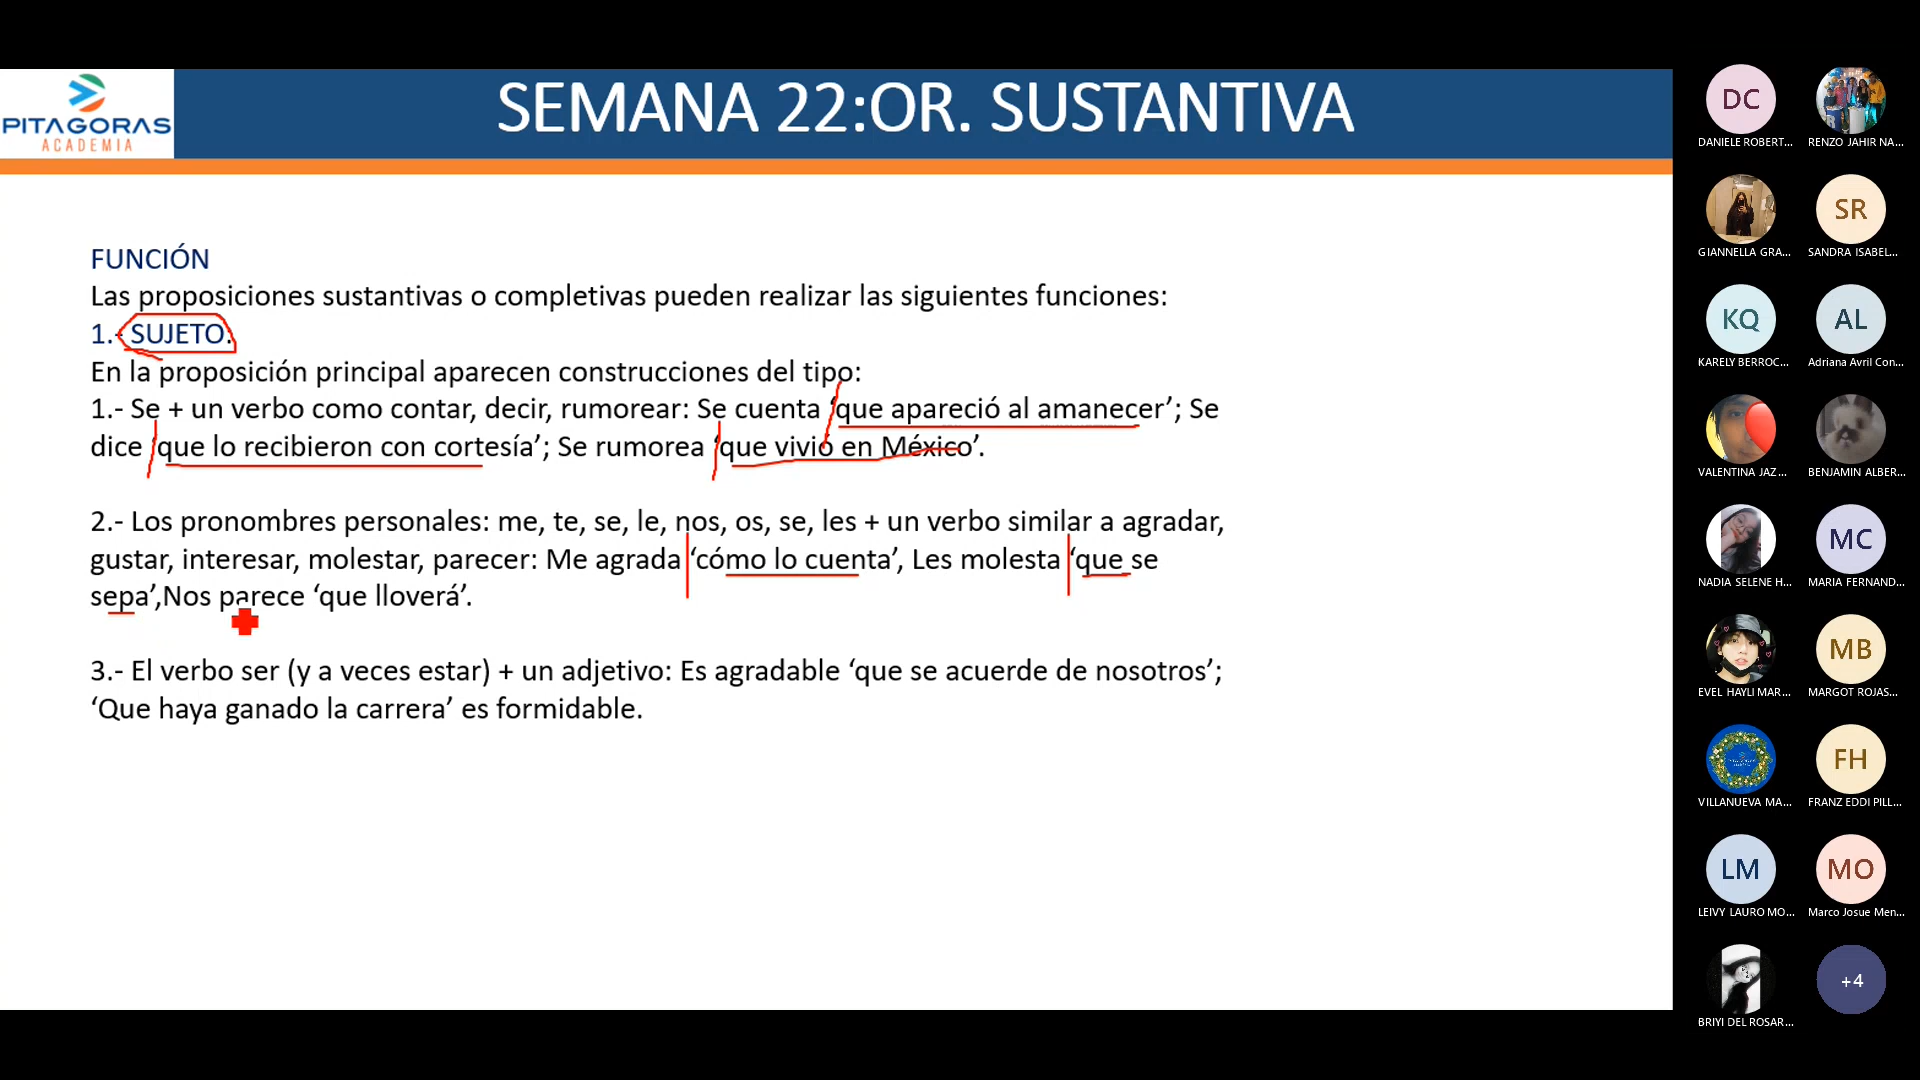 PITAGORAS
ACADEMIA
SEMANA 22:OR. SUSTANTIVA
FUNCIÓN
Las proposiciones sustantivas o completivas pueden realizar las siguientes funciones:
1.- SUJETO:
En la proposición principal aparecen construcciones del tipo:
1.- Se + un verbo como contar, decir, rumorear: Se cuenta ‘que apareció al amanecer’; Se
dice ‘que lo recibieron con cortesía’; Se rumorea ‘que vivió en México’.
2.- Los pronombres personales: me, te, se, le, nos, os, se, les + un verbo similar a agradar,
gustar, interesar, molestar, parecer: Me agrada ‘cómo lo cuenta’, Les molesta ‘que se
sepa’,Nos parece ‘que lloverá’.
3.- El verbo ser (y a veces estar) + un adjetivo: Es agradable ‘que se acuerde de nosotros’;
‘Que haya ganado la carrera’ es formidable.
DC
DANIELE ROBERT...
RENZO JAHIR NA...
GIANNELLA GRA...
SR
SANDRA ISABEL...
KQ
KARELY BERROC...
AL
Adriana Avril Con...
VALENTINA JAZ...
BENJAMIN ALBER...
NADIA SELENE H...
MC
MARIA FERNAND...
EVEL HAYLI MAR...
MB
MARGOT ROJAS...
VILLANUEVA MA...
FH
FRANZ EDDI PILL...
LM
LEIVY LAURO MO...
MO
Marco Josue Men...
BRIYI DEL ROSAR...
+4